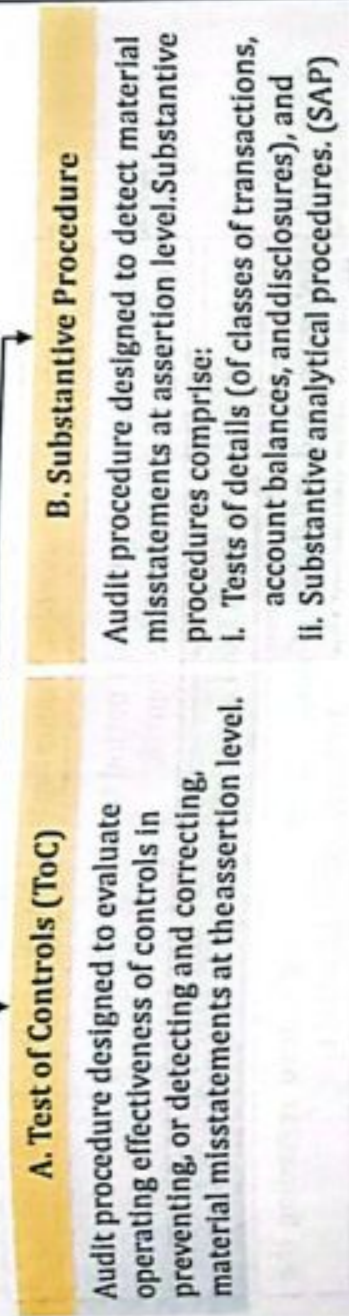 A. Test of Controls (ToC)
Audit procedure designed to evaluate
operating effectiveness of controls in
preventing, or detecting and correcting,
material misstatements at theassertion level.
B. Substantive Procedure
Audit procedure designed to detect material
misstatements at assertion level.Substantive
procedures comprise:
i. Tests of details (of classes of transactions,
account balances, anddisclosures), and
ii. Substantive analytical procedures. (SAP)